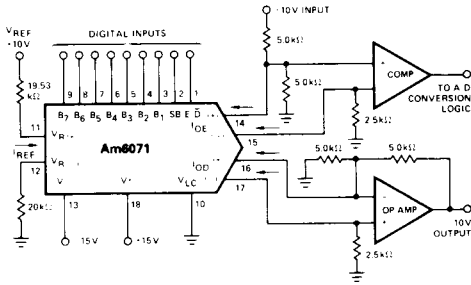 DIGITAL INPUTS
·10V INPUT
VREF
·10V
5.0kΩ
19.53
kΩ
9 8 7 6 5 4 3 2 1
B7 B6 B5 B4 B3 B2 B1 SB E/D
5.0kΩ
COMP
TO A D
CONVERSION
LOGIC
11
VR
IOE
14
15
2.5kΩ
IREF
Am6071
12
VR
IOD
16
17
5.0kΩ
5.0kΩ
V
V
VLC
20kΩ
13
18
10
OP AMP
10V
OUTPUT
15V
·15V
2.5kΩ